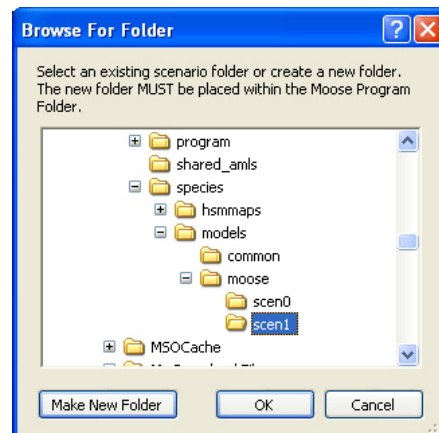 Browse For Folder
Select an existing scenario folder or create a new folder.
The new folder MUST be placed within the Moose Program
Folder.
program
shared_amls
species
hsmmaps
models
common
moose
scen0
scen1
MSOCache
Make New Folder
OK
Cancel